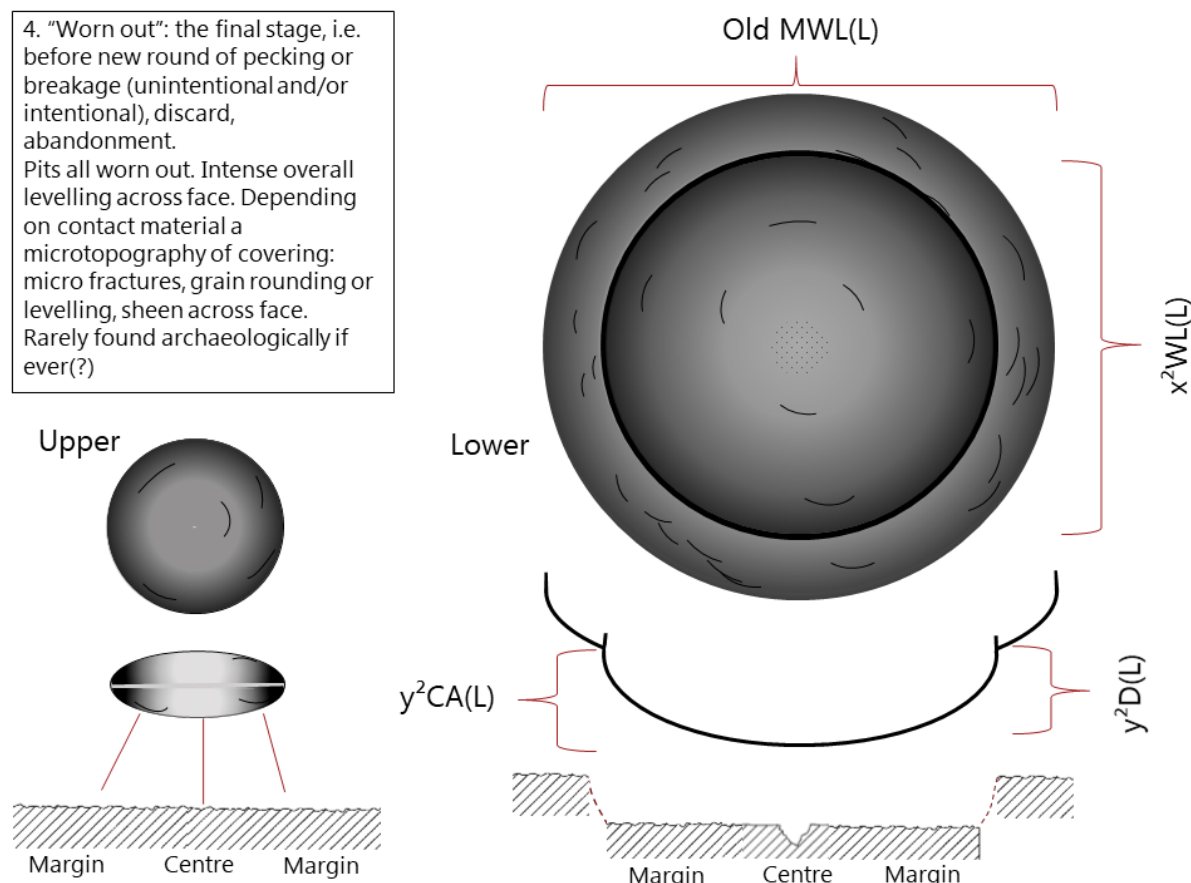 4. “Worn out”: the final stage, i.e.
before new round of pecking or
breakage (unintentional and/or
intentional), discard,
abandonment.
Pits all worn out. Intense overall
levelling across face. Depending
on contact material a
microtopography of covering:
micro fractures, grain rounding or
levelling, sheen across face.
Rarely found archaeologically if
ever(?)
Old MWL(L)
x²WL(L)
Upper
Lower
y²CA(L)
y²D(L)
Margin Centre Margin
Margin Centre Margin